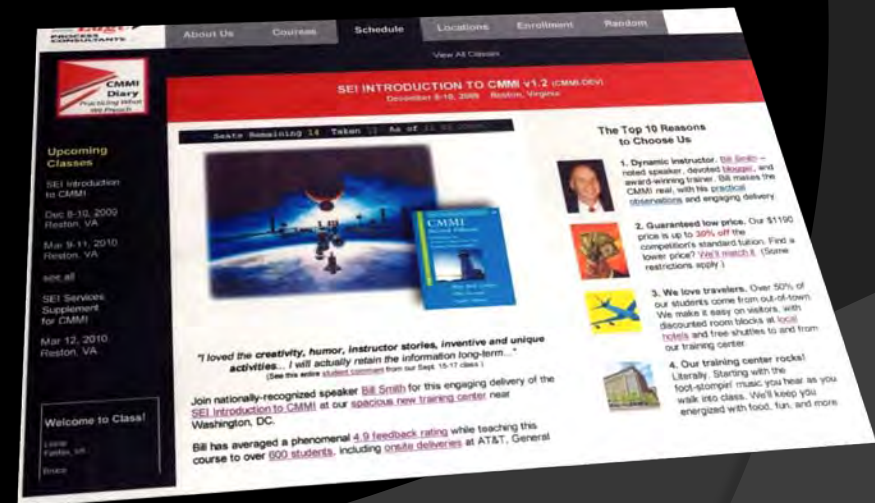 PROCESS
CONSULTANTS
About Us
Courses
Schedule
Locations
Enrollment
Random
View All Classes
CMMI
Diary
Practicing What
We Preach
Upcoming
Classes
SEI Introduction
to CMMI
Dec 8-10, 2009
Reston, VA
Mar 9-11, 2010
Reston, VA
see all
SEI Services
Supplement
for CMMI
Mar 12, 2010
Reston, VA
Welcome to Class!
Fairfax,
Bruce
SEI INTRODUCTION TO CMMI v1.2 (CMMI-DEV)
December 8-10, 2009 Reston, Virginia
Seats Remaining 14 Taken As of
CMMI
"I loved the creativity, humor, instructor stories, inventive and unique
activities... I will actually retain the information long-term..."
(See this entire student comment from our Sept. 15-17 class.)
Join nationally-recognized speaker Bill Smith for this engaging delivery of the
SEI Introduction to CMMI at our spacious new training center near
Washington, DC.
Bill has averaged a phenomenal 4.9 feedback rating while teaching this
course to over 600 students, including onsite deliveries at AT&T, General
The Top 10 Reasons
to Choose Us
1. Dynamic instructor. Bill Smith –
noted speaker, devoted blogger, and
award-winning trainer. Bill makes the
CMMI real, with his practical
observations and engaging delivery.
2. Guaranteed low price. Our $1190
price is up to 30% off the
competition's standard tuition. Find a
lower price? We'll match it. (Some
restrictions apply.)
3. We love travelers. Over 50% of
our students come from out-of-town.
We make it easy on visitors, with
discounted room blocks at local
hotels and free shuttles to and from
our training center.
4. Our training center rocks!
Literally. Starting with the
foot-stompin' music you hear as you
walk into class. We'll keep you
energized with food, fun, and more